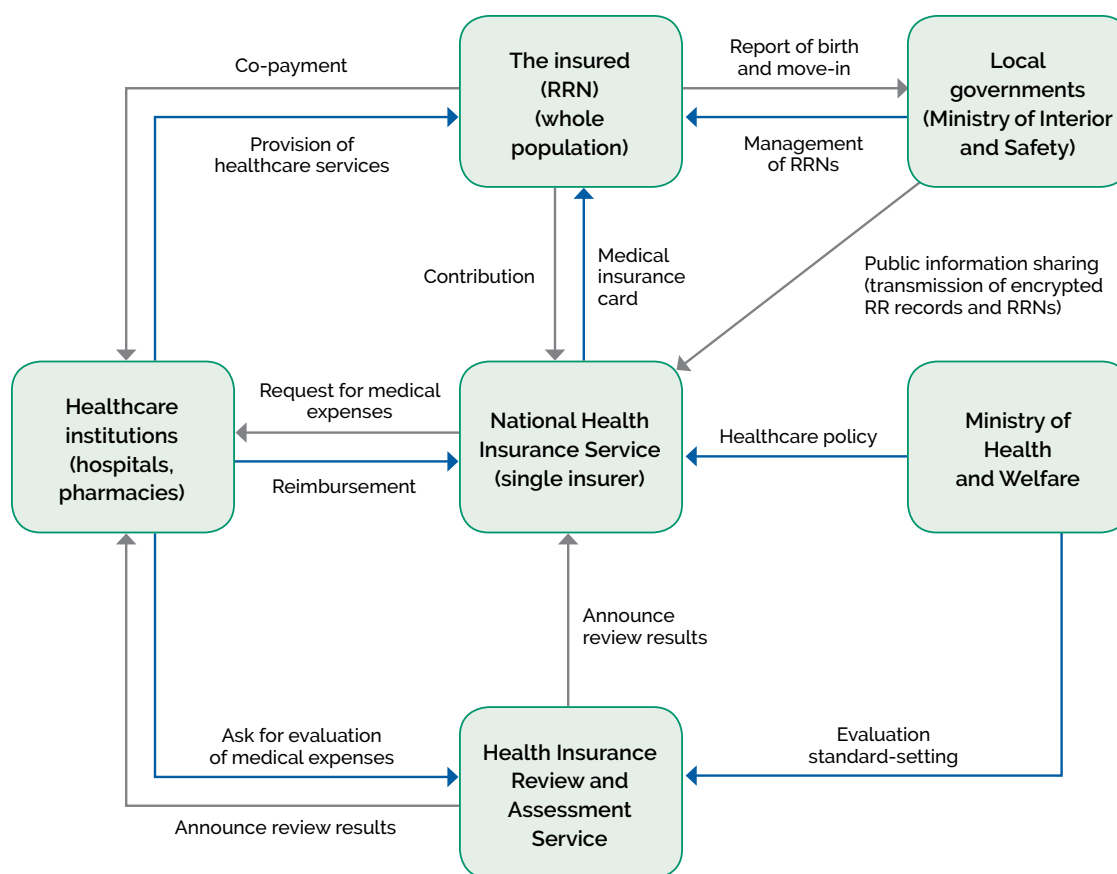 Co-payment
The insured
(RRN)
(whole
population)
Report of birth
and move-in
Local
governments
(Ministry of Interior
and Safety)
Provision of
healthcare services
Management
of RRNs
Contribution
Medical
insurance
card
Public information sharing
(transmission of encrypted
RR records and RRNs)
Healthcare
institutions
(hospitals,
pharmacies)
Request for medical
expenses
Reimbursement
National Health
Insurance Service
(single insurer)
Healthcare policy
Ministry of
Health
and Welfare
Announce
review results
Ask for evaluation
of medical expenses
Announce review results
Health Insurance
Review and
Assessment
Service
Evaluation
standard-setting